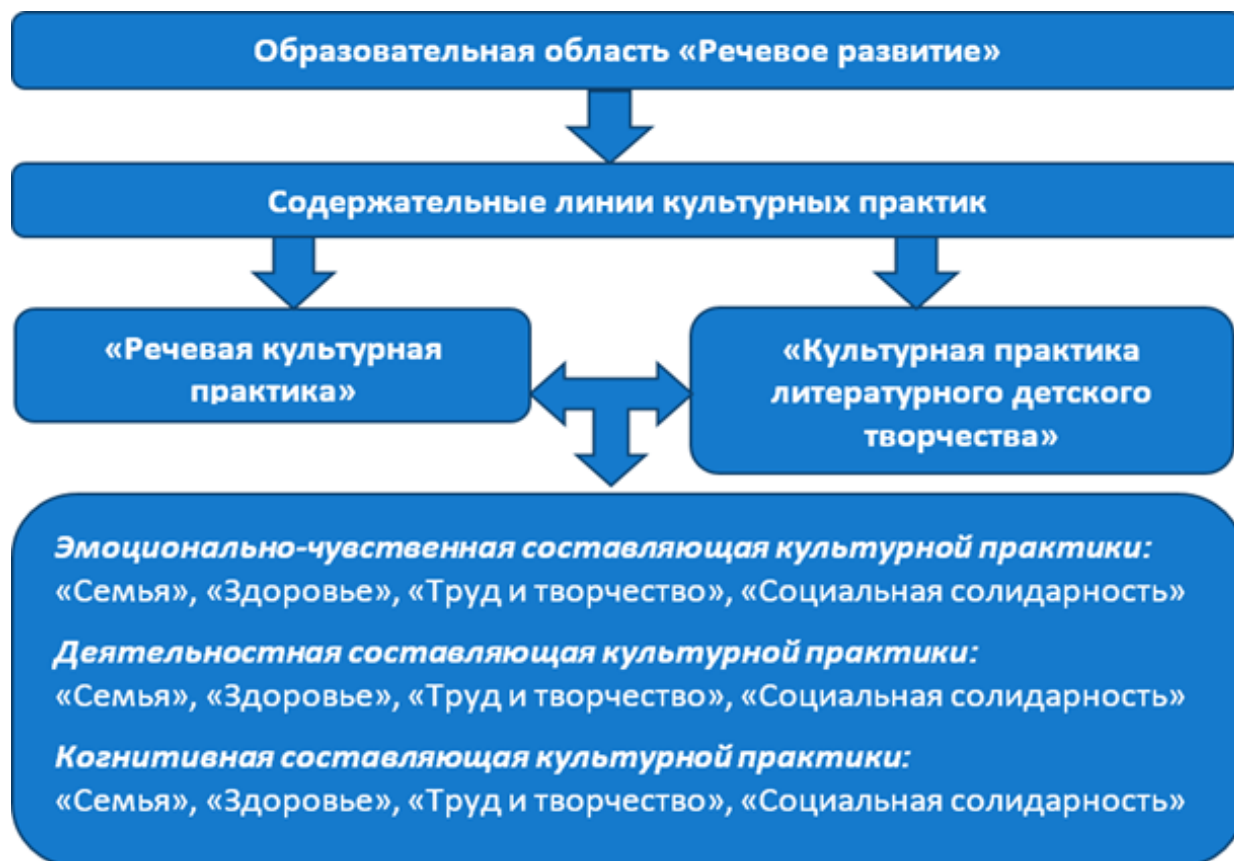 Образовательная область «Речевое развитие»
Содержательные линии культурных практик
«Речевая культурная
практика»
«Культурная практика
литературного детского
творчества»
Эмоционально-чувственная составляющая культурной практики:
«Семья», «Здоровье», «Труд и творчество», «Социальная солидарность»
Деятельностная составляющая культурной практики:
«Семья», «Здоровье», «Труд и творчество», «Социальная солидарность»
Когнитивная составляющая культурной практики:
«Семья», «Здоровье», «Труд и творчество», «Социальная солидарность»